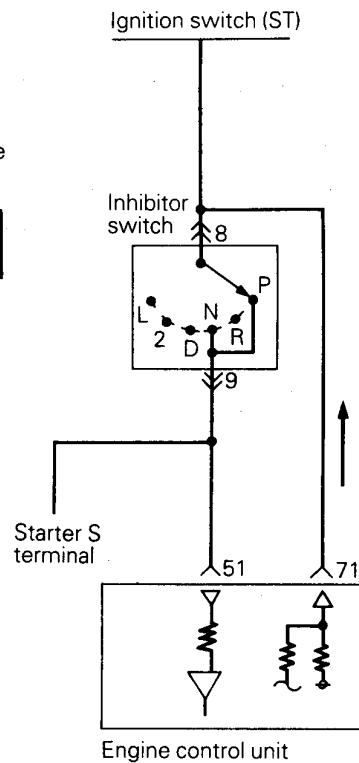 Ignition switch (ST)
e
Inhibitor
switch
8
P
L
N
2
R
D
9
Starter S
terminal
51
71
Engine control unit